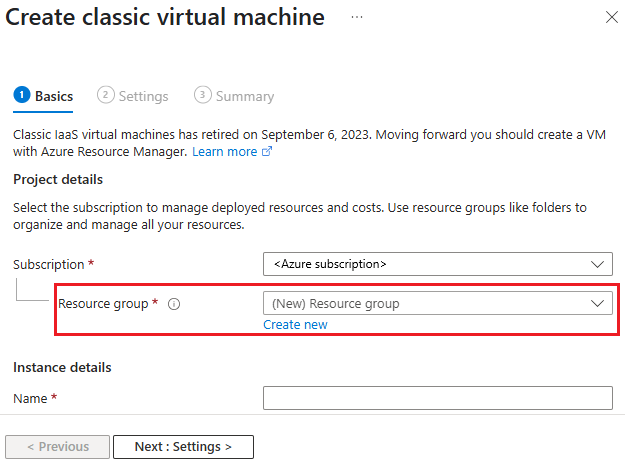 Create classic virtual machine ...
1 Basics 2 Settings 3 Summary
Classic IaaS virtual machines has retired on September 6, 2023. Moving forward you should create a VM
with Azure Resource Manager. Learn more
Project details
Select the subscription to manage deployed resources and costs. Use resource groups like folders to
organize and manage all your resources.
Subscription * <Azure subscription>
Resource group * (New) Resource group
Create new
Instance details
Name *
< Previous Next : Settings >